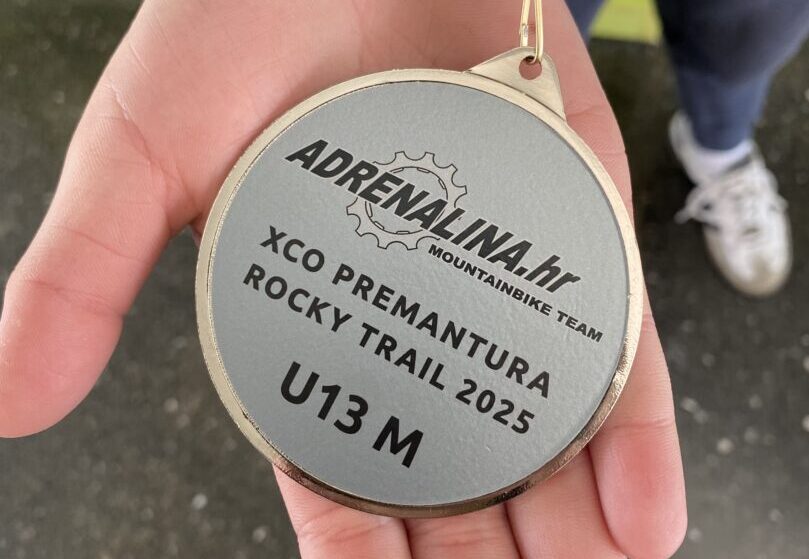 ADRENALINA.hr
MOUNTAINBIKE TEAM
XCO PREMANTURA
ROCKY TRAIL 2025
U13 M